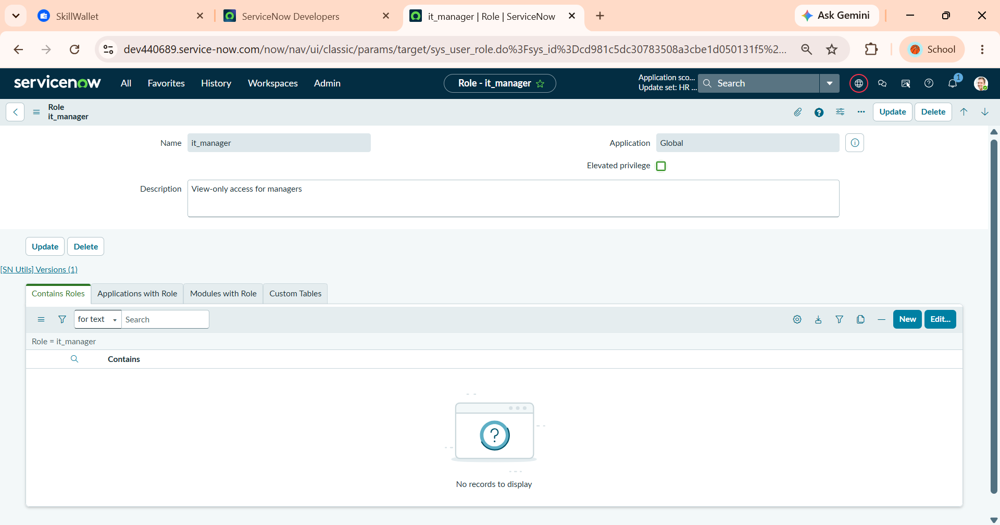 SkillWallet
ServiceNow Developers
it_manager | Role | ServiceNow
Ask Gemini
dev440689.service-now.com/now/nav/ui/classic/params/target/sys_user_role.do%3Fsys_id%3Dcd981c5dc30783508a3cbe1d050131f5%2...
School
servicenow
All
Favorites
History
Workspaces
Admin
Role - it_manager
Application sco...
Update set: HR ...
Search
1
Role
it_manager
Update
Delete
Name
it_manager
Application
Global
Elevated privilege
Description
View-only access for managers
Update
Delete
[SN Utils] Versions (1)
Contains Roles
Applications with Role
Modules with Role
Custom Tables
for text
Search
New
Edit...
Role = it_manager
Contains
No records to display